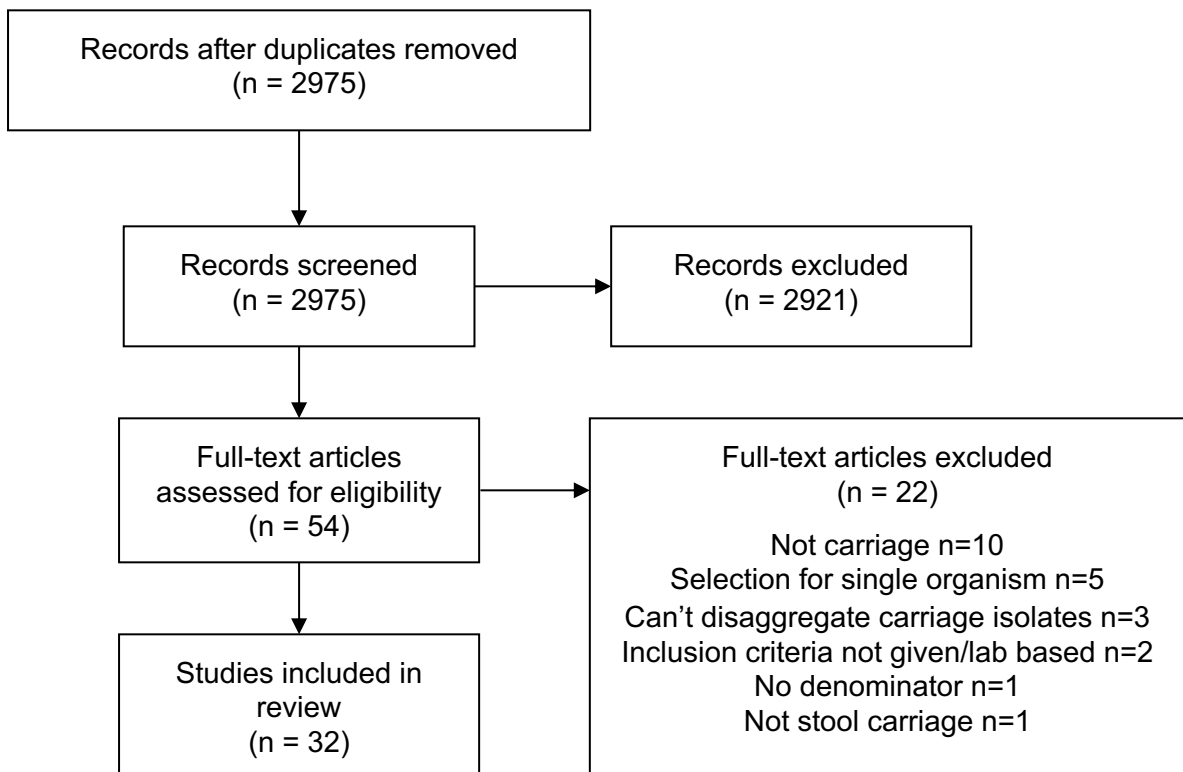 Records after duplicates removed
(n = 2975)
Records screened
(n = 2975)
Records excluded
(n = 2921)
Full-text articles
assessed for eligibility
(n = 54)
Full-text articles excluded
(n = 22)
Not carriage n=10
Selection for single organism n=5
Can’t disaggregate carriage isolates n=3
Inclusion criteria not given/lab based n=2
No denominator n=1
Not stool carriage n=1
Studies included in
review
(n = 32)